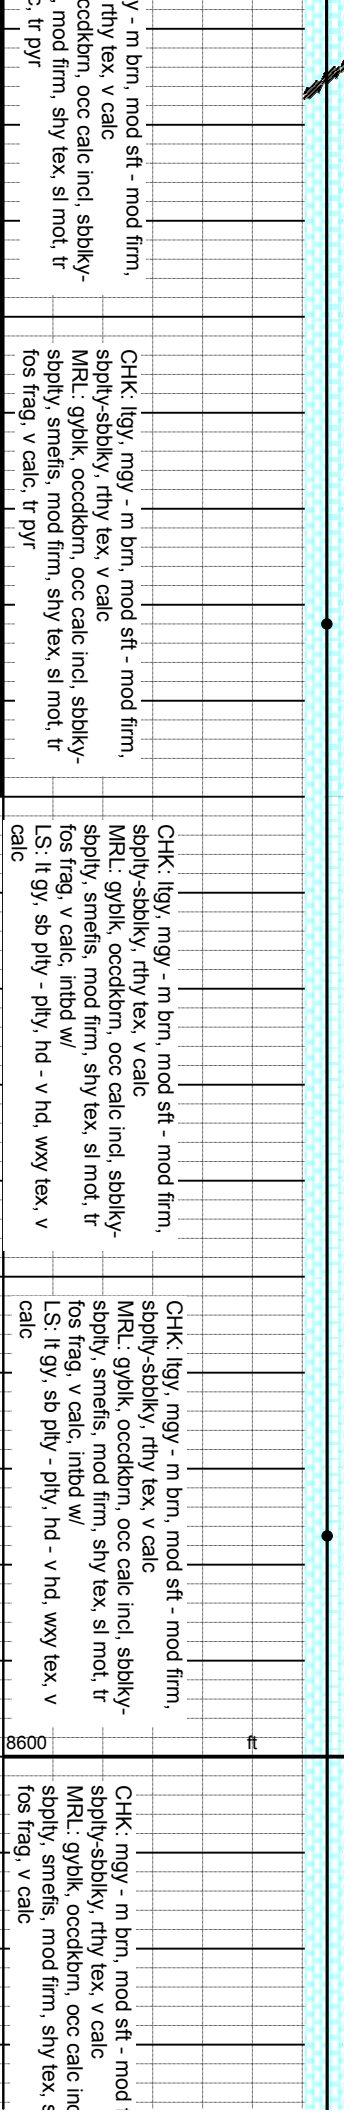 y - m brn, mod sft - mod firm,
rthy tex, v calc
ccdkbrn, occ calc incl, sbblky-
, mod firm, shy tex, sl mot, tr
c, tr pyr
CHK: ltgy, mgy - m brn, mod sft - mod firm,
sbplty-sbblky, rthy tex, v calc
MRL: gyblk, occdkbrn, occ calc incl, sbblky-
sbplty, smefis, mod firm, shy tex, sl mot, tr
fos frag, v calc, tr pyr
CHK: ltgy, mgy - m brn, mod sft - mod firm,
sbplty-sbblky, rthy tex, v calc
MRL: gyblk, occdkbrn, occ calc incl, sbblky-
sbplty, smefis, mod firm, shy tex, sl mot, tr
fos frag, v calc, intbd w/
LS: lt gy, sb plty - plty, hd - v hd, wxy tex, v
calc
CHK: ltgy, mgy - m brn, mod sft - mod firm,
sbplty-sbblky, rthy tex, v calc
MRL: gyblk, occdkbrn, occ calc incl, sbblky-
sbplty, smefis, mod firm, shy tex, sl mot, tr
fos frag, v calc, intbd w/
LS: lt gy, sb plty - plty, hd - v hd, wxy tex, v
calc
8600 ft
CHK: mgy - m brn, mod sft - mod
sbplty-sbblky, rthy tex, v calc
MRL: gyblk, occdkbrn, occ calc inc
sbplty, smefis, mod firm, shy tex, s
fos frag, v calc